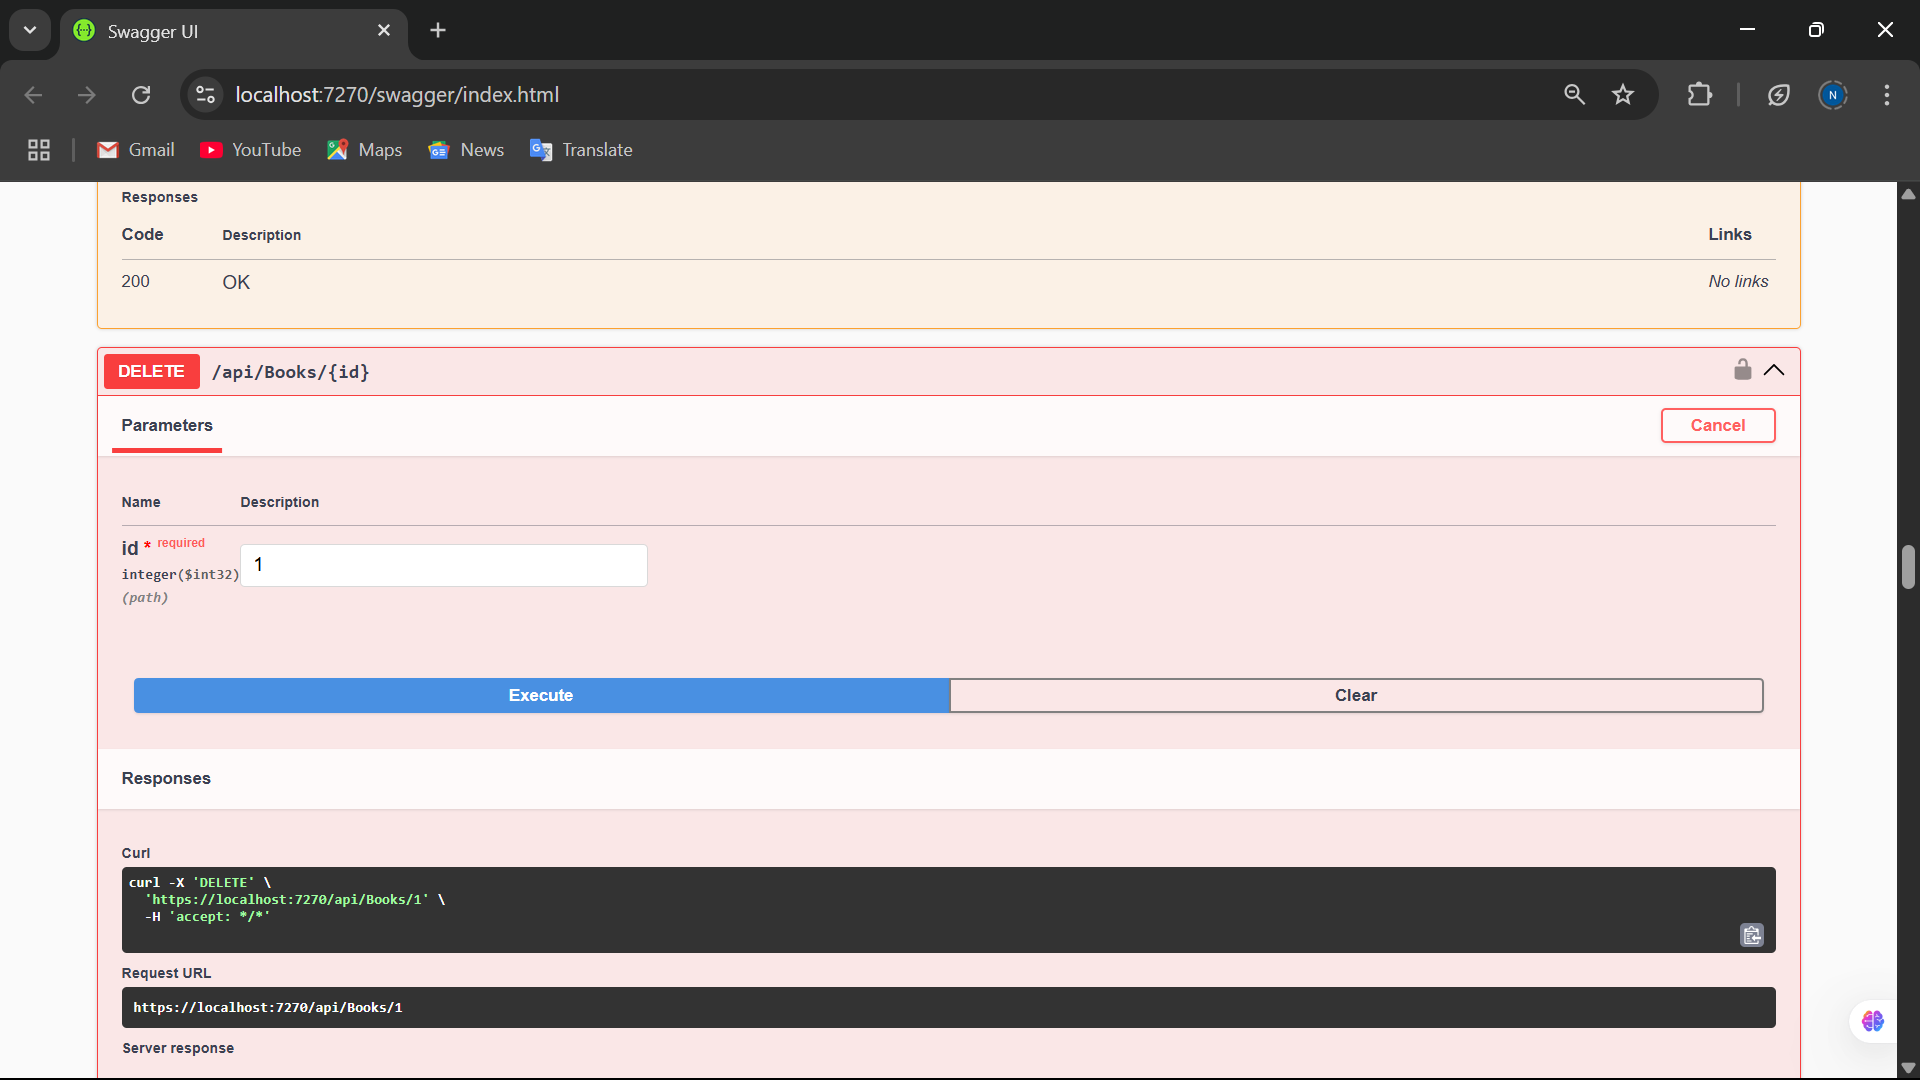 Swagger UI
localhost:7270/swagger/index.html
N
Gmail
YouTube
Maps
News
Translate
Responses
Code Description Links
200 OK No links
DELETE /api/Books/{id}
Parameters
Cancel
Name Description
id * required
integer($int32)
(path)
1
Execute
Clear
Responses
Curl
curl -X 'DELETE' \
'https://localhost:7270/api/Books/1' \
-H 'accept: */*'
Request URL
https://localhost:7270/api/Books/1
Server response